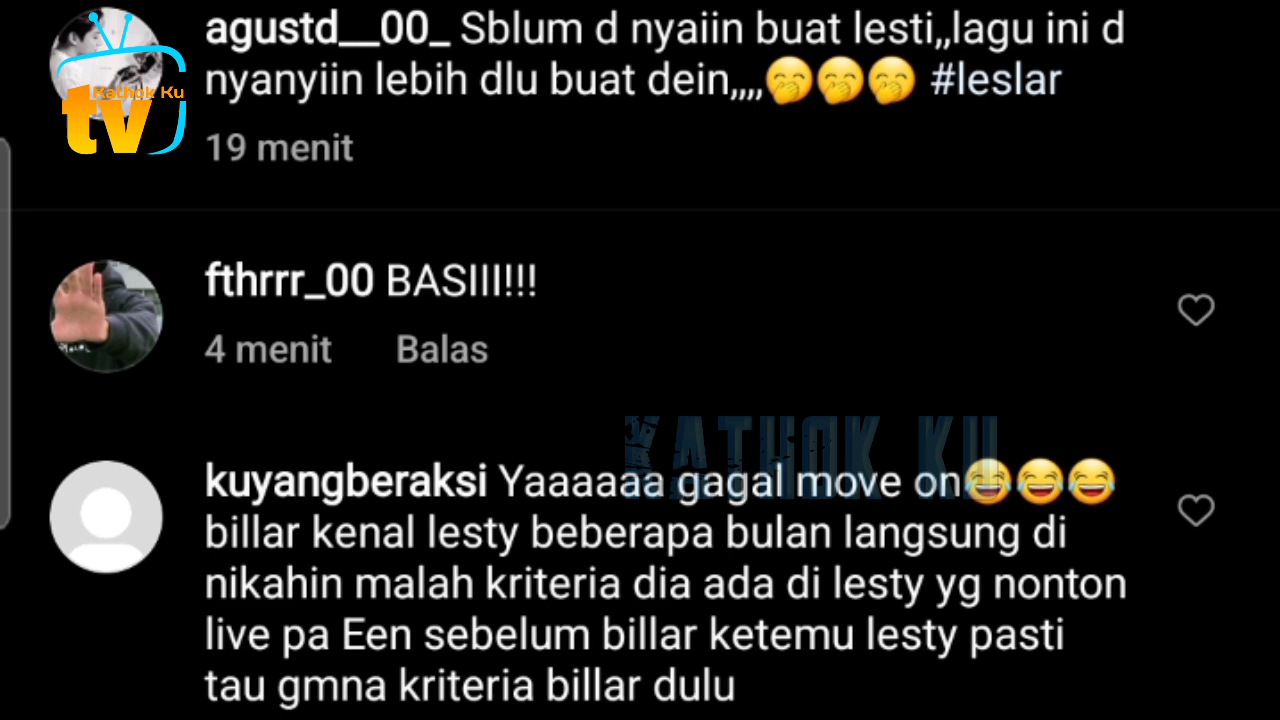 agustd__00_ Sblum d nyaiin buat lesti,,lagu ini d
nyanyiin lebih dlu buat dein,,,,🤭🤭🤭 #leslar
Kathok Ku
tv
19 menit
fthrrr_00 BASIII!!!
4 menit Balas
KATHOK KU
kuyangberaksi Yaaaaaa gagal move on😂😂😂
billar kenal lesty beberapa bulan langsung di
nikahin malah kriteria dia ada di lesty yg nonton
live pa Een sebelum billar ketemu lesty pasti
tau gmna kriteria billar dulu